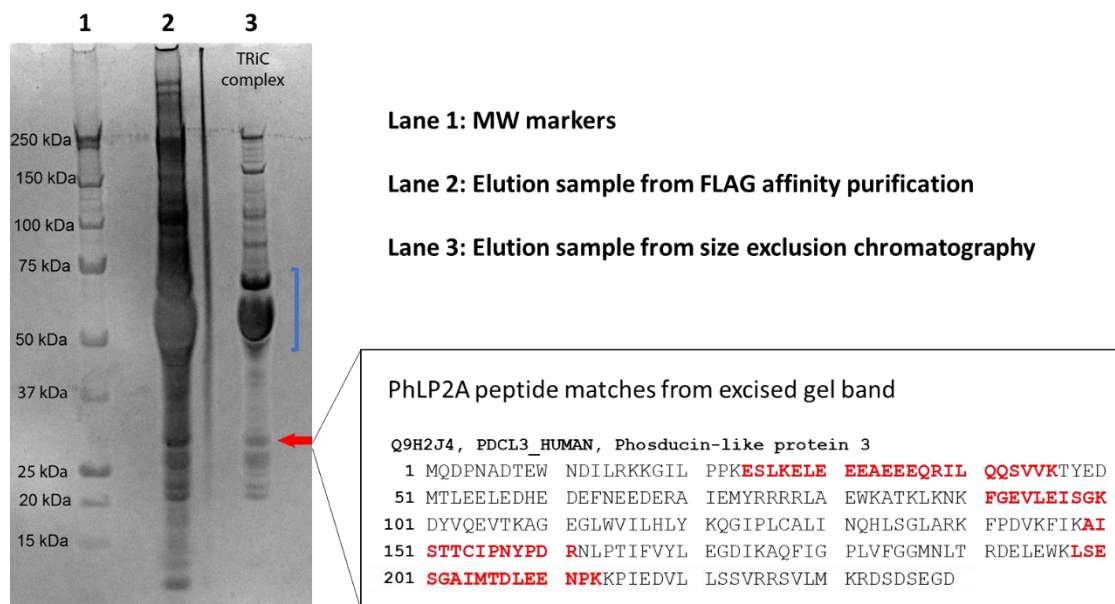 1 2 3
TRiC
complex
250 kDa
150 kDa
100 kDa
75 kDa
50 kDa
37 kDa
25 kDa
20 kDa
15 kDa
Lane 1: MW markers
Lane 2: Elution sample from FLAG affinity purification
Lane 3: Elution sample from size exclusion chromatography
PhLP2A peptide matches from excised gel band
Q9H2J4, PDCL3_HUMAN, Phosducin-like protein 3
1 MQDPNADTEW NDILRKKGIL PPKESLKELE EEAEEEQRIL QQSVVKTYED
51 MTLEELEDHE DEFNEEDERA IEMYRRRRLA EWKATKLKNK FGEVLEISGK
101 DYVQEVTKAG EGLWVILHLY KQGIPLCALI NQHLSGLARK FPDVKFIKAI
151 STTCIPNYPD RNLPTIFVYL EGDIKAQFIG PLVFGGMNLT RDELEWKLSE
201 SGAIMTDLEE NPKKPIEDVL LSSVRRSVLM KRDSDSEGD